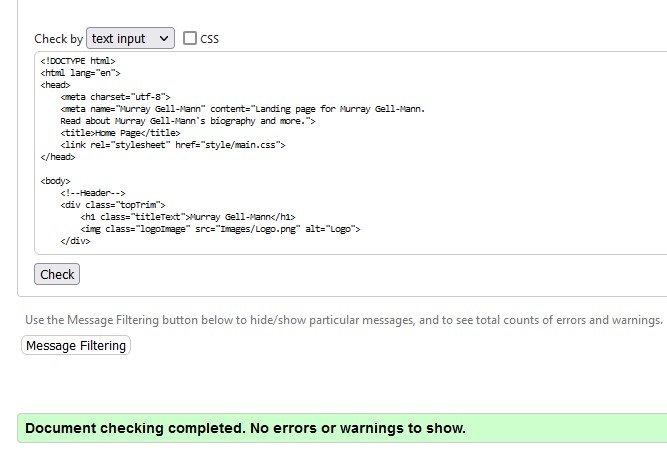 Check by text input CSS
<!DOCTYPE html>
<html lang="en">
<head>
    <meta charset="utf-8">
    <meta name="Murray Gell-Mann" content="Landing page for Murray Gell-Mann.
    Read about Murray Gell-Mann's biography and more.">
    <title>Home Page</title>
    <link rel="stylesheet" href="style/main.css">
</head>

<body>
    <!--Header-->
    <div class="topTrim">
        <h1 class="titleText">Murray Gell-Mann</h1>
        <img class="logoImage" src="Images/Logo.png" alt="Logo">
    </div>
Check
Use the Message Filtering button below to hide/show particular messages, and to see total counts of errors and warnings.
Message Filtering
Document checking completed. No errors or warnings to show.